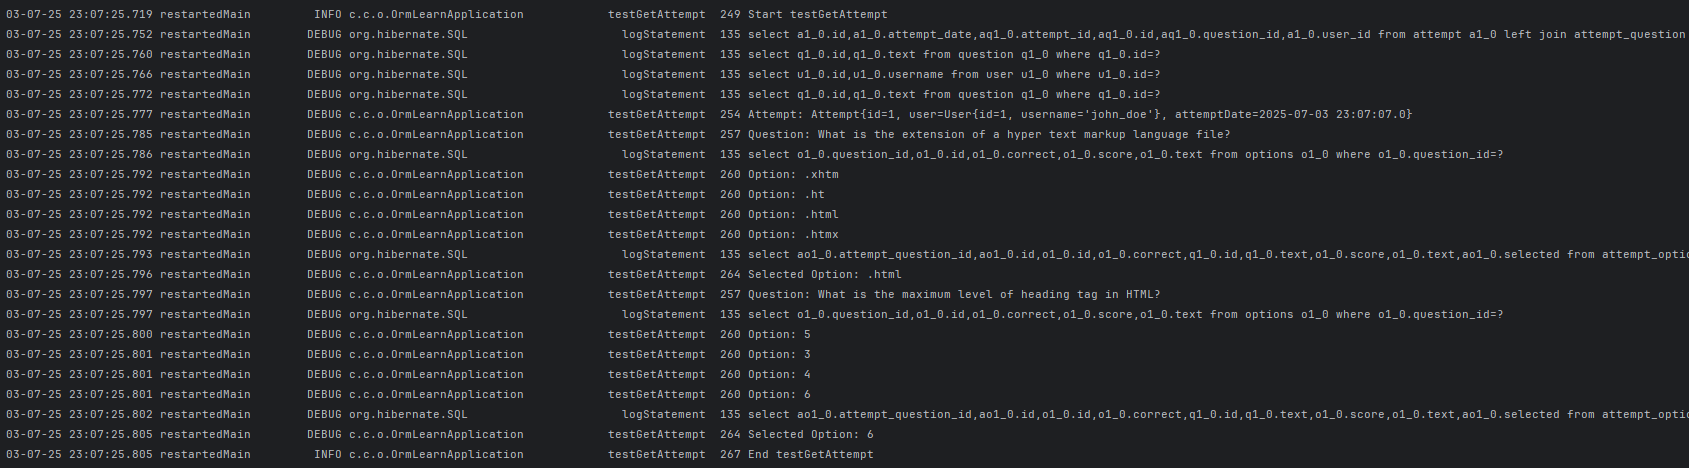 03-07-25 23:07:25.719 restartedMain INFO c.c.o.OrmLearnApplication testGetAttempt 249 Start testGetAttempt
03-07-25 23:07:25.752 restartedMain DEBUG org.hibernate.SQL logStatement 135 select a1_0.id,a1_0.attempt_date,aq1_0.attempt_id,aq1_0.id,aq1_0.question_id,a1_0.user_id from attempt a1_0 left join attempt_question
03-07-25 23:07:25.760 restartedMain DEBUG org.hibernate.SQL logStatement 135 select q1_0.id,q1_0.text from question q1_0 where q1_0.id=?
03-07-25 23:07:25.766 restartedMain DEBUG org.hibernate.SQL logStatement 135 select u1_0.id,u1_0.username from user u1_0 where u1_0.id=?
03-07-25 23:07:25.772 restartedMain DEBUG org.hibernate.SQL logStatement 135 select q1_0.id,q1_0.text from question q1_0 where q1_0.id=?
03-07-25 23:07:25.777 restartedMain DEBUG c.c.o.OrmLearnApplication testGetAttempt 254 Attempt: Attempt{id=1, user=User{id=1, username='john_doe'}, attemptDate=2025-07-03 23:07:07.0}
03-07-25 23:07:25.785 restartedMain DEBUG c.c.o.OrmLearnApplication testGetAttempt 257 Question: What is the extension of a hyper text markup language file?
03-07-25 23:07:25.786 restartedMain DEBUG org.hibernate.SQL logStatement 135 select o1_0.question_id,o1_0.id,o1_0.correct,o1_0.score,o1_0.text from options o1_0 where o1_0.question_id=?
03-07-25 23:07:25.792 restartedMain DEBUG c.c.o.OrmLearnApplication testGetAttempt 260 Option: .xhtm
03-07-25 23:07:25.792 restartedMain DEBUG c.c.o.OrmLearnApplication testGetAttempt 260 Option: .ht
03-07-25 23:07:25.792 restartedMain DEBUG c.c.o.OrmLearnApplication testGetAttempt 260 Option: .html
03-07-25 23:07:25.792 restartedMain DEBUG c.c.o.OrmLearnApplication testGetAttempt 260 Option: .htmx
03-07-25 23:07:25.793 restartedMain DEBUG org.hibernate.SQL logStatement 135 select ao1_0.attempt_question_id,ao1_0.id,o1_0.id,o1_0.correct,q1_0.id,q1_0.text,o1_0.score,o1_0.text,ao1_0.selected from attempt_optio
03-07-25 23:07:25.796 restartedMain DEBUG c.c.o.OrmLearnApplication testGetAttempt 264 Selected Option: .html
03-07-25 23:07:25.797 restartedMain DEBUG c.c.o.OrmLearnApplication testGetAttempt 257 Question: What is the maximum level of heading tag in HTML?
03-07-25 23:07:25.797 restartedMain DEBUG org.hibernate.SQL logStatement 135 select o1_0.question_id,o1_0.id,o1_0.correct,o1_0.score,o1_0.text from options o1_0 where o1_0.question_id=?
03-07-25 23:07:25.800 restartedMain DEBUG c.c.o.OrmLearnApplication testGetAttempt 260 Option: 5
03-07-25 23:07:25.801 restartedMain DEBUG c.c.o.OrmLearnApplication testGetAttempt 260 Option: 3
03-07-25 23:07:25.801 restartedMain DEBUG c.c.o.OrmLearnApplication testGetAttempt 260 Option: 4
03-07-25 23:07:25.801 restartedMain DEBUG c.c.o.OrmLearnApplication testGetAttempt 260 Option: 6
03-07-25 23:07:25.802 restartedMain DEBUG org.hibernate.SQL logStatement 135 select ao1_0.attempt_question_id,ao1_0.id,o1_0.id,o1_0.correct,q1_0.id,q1_0.text,o1_0.score,o1_0.text,ao1_0.selected from attempt_optio
03-07-25 23:07:25.805 restartedMain DEBUG c.c.o.OrmLearnApplication testGetAttempt 264 Selected Option: 6
03-07-25 23:07:25.805 restartedMain INFO c.c.o.OrmLearnApplication testGetAttempt 267 End testGetAttempt